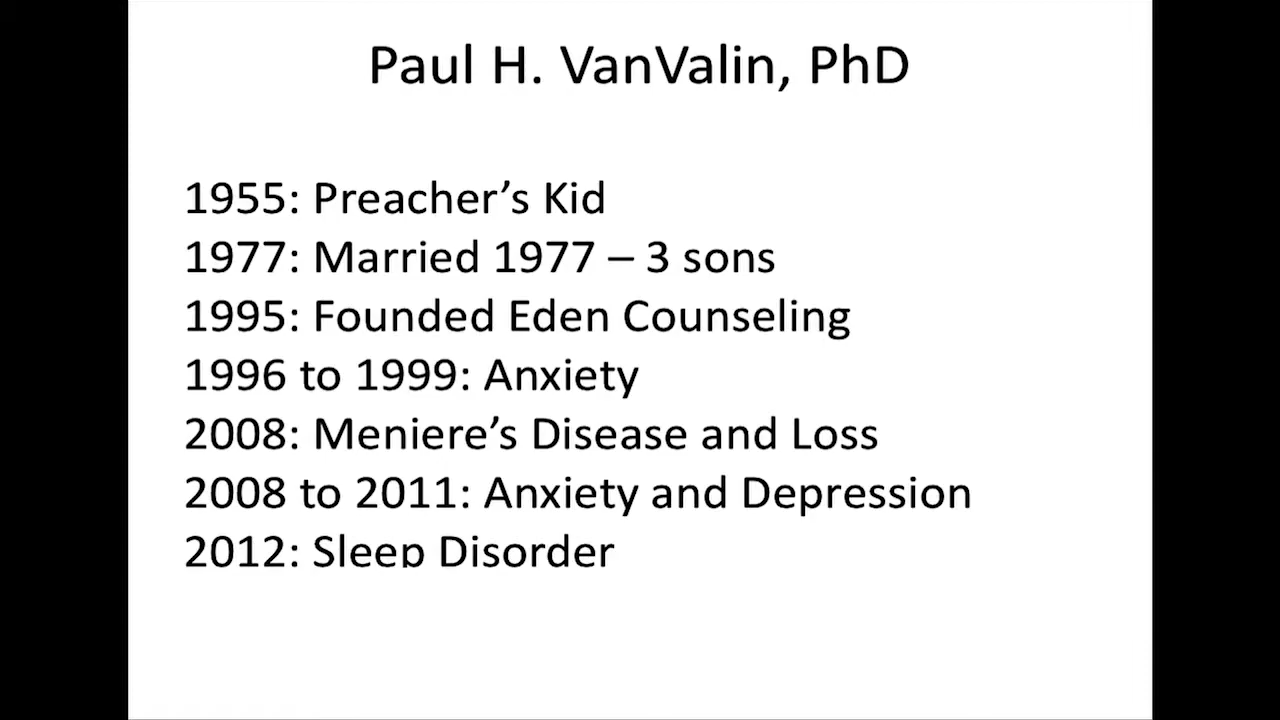 Paul H. VanValin, PhD
1955: Preacher’s Kid
1977: Married 1977 – 3 sons
1995: Founded Eden Counseling
1996 to 1999: Anxiety
2008: Meniere’s Disease and Loss
2008 to 2011: Anxiety and Depression
2012: Sleep Disorder